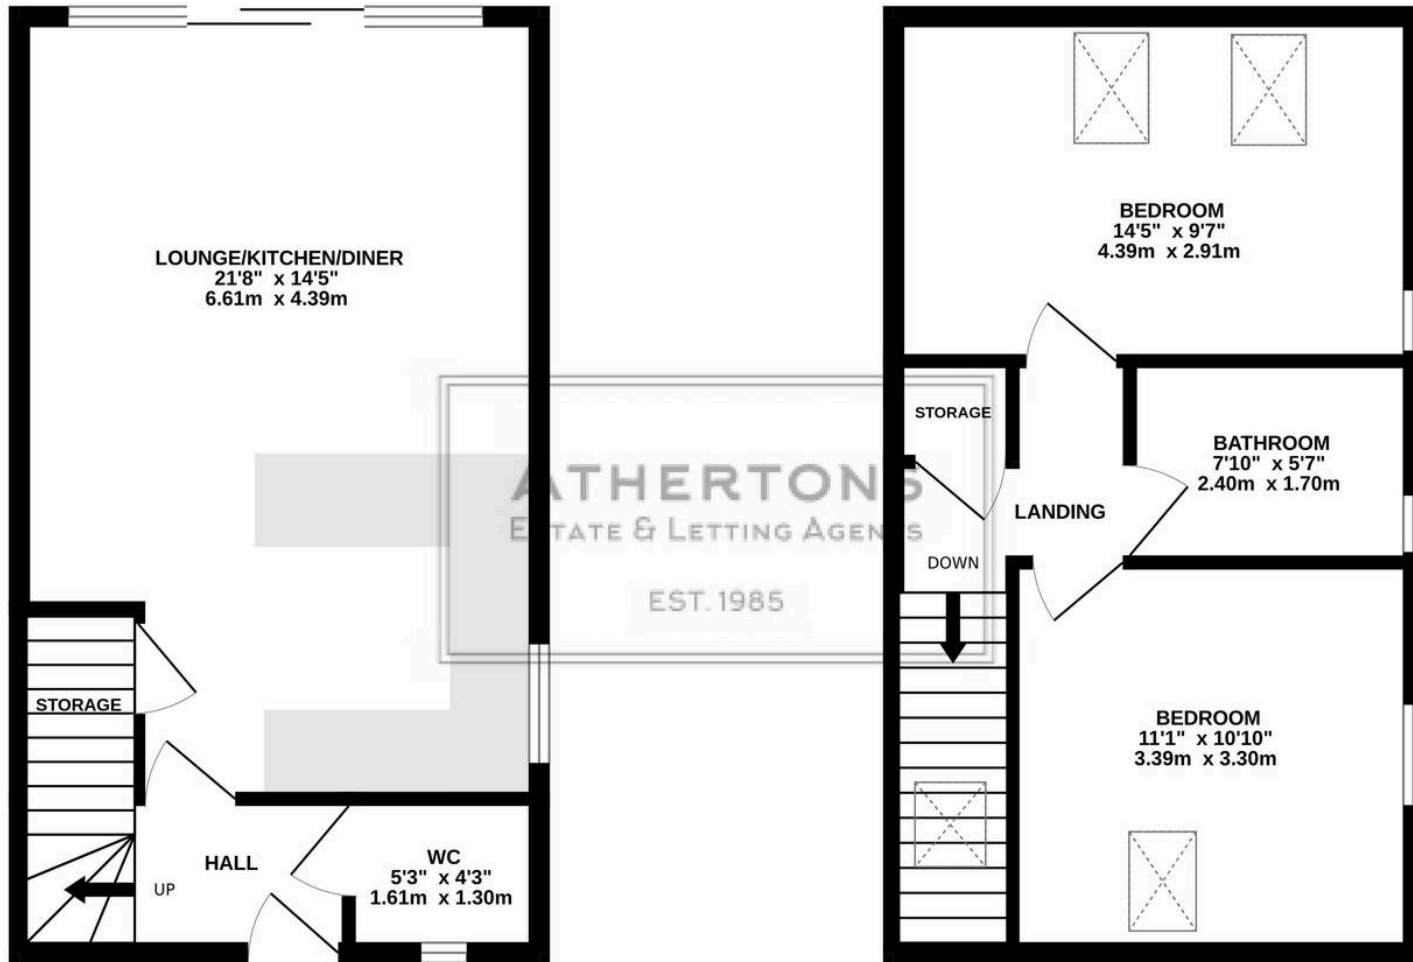 LOUNGE/KITCHEN/DINER
21'8" x 14'5"
6.61m x 4.39m
STORAGE
HALL
UP
WC
5'3" x 4'3"
1.61m x 1.30m
ATHERTONS
ESTATE & LETTING AGENTS
EST. 1985
BEDROOM
14'5" x 9'7"
4.39m x 2.91m
STORAGE
BATHROOM
7'10" x 5'7"
2.40m x 1.70m
LANDING
DOWN
BEDROOM
11'1" x 10'10"
3.39m x 3.30m